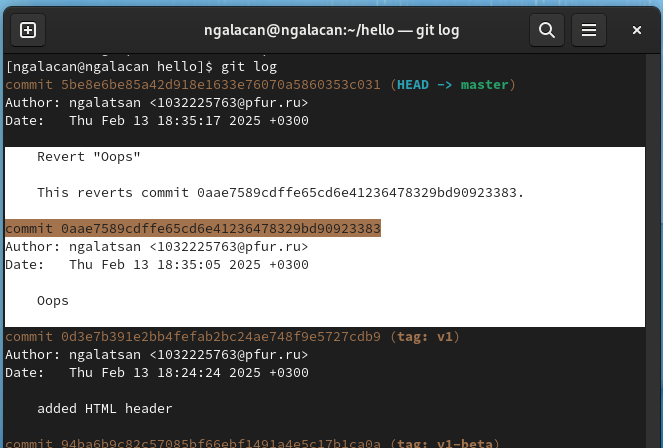 ngalacan@ngalacan:~/hello — git log
[ngalacan@ngalacan hello]$ git log
commit 5be8e6be85a42d918e1633e76070a5860353c031 (HEAD -> master)
Author: ngalatsan <1032225763@pfur.ru>
Date:   Thu Feb 13 18:35:17 2025 +0300
Revert "Oops"
This reverts commit 0aae7589cdffe65cd6e41236478329bd90923383.
commit 0aae7589cdffe65cd6e41236478329bd90923383
Author: ngalatsan <1032225763@pfur.ru>
Date:   Thu Feb 13 18:35:05 2025 +0300
Oops
commit 0d3e7b391e2bb4fefab2bc24ae748f9e5727cdb9 (tag: v1)
Author: ngalatsan <1032225763@pfur.ru>
Date:   Thu Feb 13 18:24:24 2025 +0300
added HTML header
commit 94ba6b9c82c57085bf66ebf1491a4e5c17b1ca0a (tag: v1-beta)